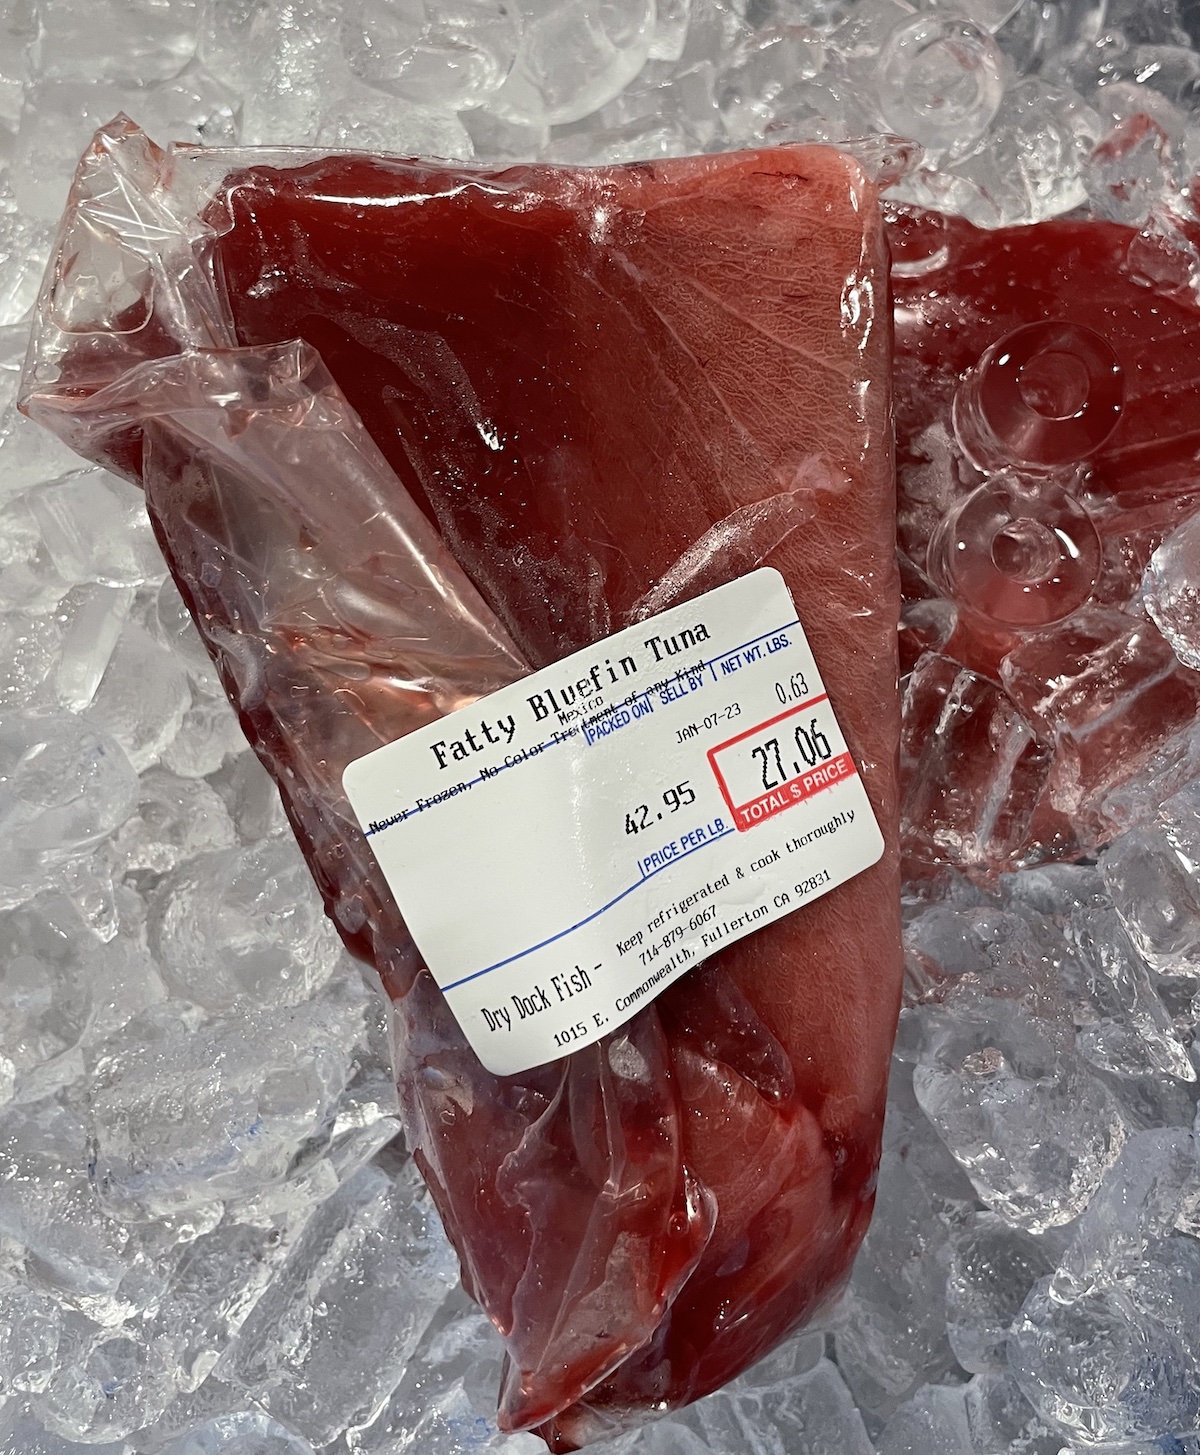 Fatty Bluefin Tuna
Mexico
Never Frozen, No Color Treatment of any Kind
PACKED ON SELL BY NET WT. LBS.
JAN-07-23 0.63
42.95 27.06
PRICE PER LB. TOTAL $ PRICE
Keep refrigerated & cook thoroughly
Dry Dock Fish - 714-879-6067
1015 E. Commonwealth, Fullerton CA 92831